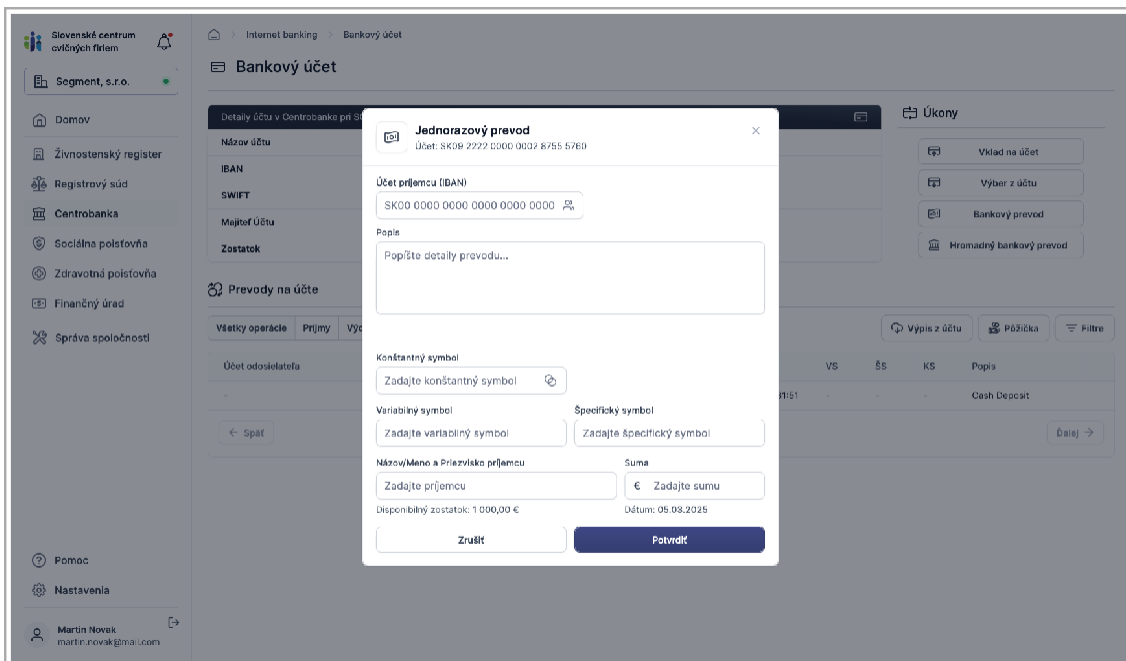 Slovenské centrum
cvičných firiem
Segment, s.r.o.
Domov
Živnostenský register
Registrový súd
Centrobanka
Sociálna poisťovňa
Zdravotná poisťovňa
Finančný úrad
Správa spoločnosti
Pomoc
Nastavenia
Martin Novak
martin.novak@mail.com
Internet banking > Bankový účet
Bankový účet
Detaily účtu v Centrobanke pri
Názov účtu
IBAN
SWIFT
Majiteľ Účtu
Zostatok
Úkony
Vklad na účet
Výber z účtu
Bankový prevod
Hromadný bankový prevod
Prevody na účte
Všetky operácie Príjmy
Výpis z účtu Pôžička Filtre
Účet odosielateľa VS ŠS KS Popis
- - - - Cash Deposit
← Späť Ďalej →
Jednorazový prevod
Účet: SK09 2222 0000 0002 8755 5760
Účet príjemcu (IBAN)
SK00 0000 0000 0000 0000 0000
Popis
Popíšte detaily prevodu...
Konštantný symbol
Zadajte konštantný symbol
Variabilný symbol Špecifický symbol
Zadajte variabilný symbol Zadajte špecifický symbol
Názov/Meno a Priezvisko príjemcu Suma
Zadajte príjemcu € Zadajte sumu
Disponibilný zostatok: 1 000,00 € Dátum: 05.03.2025
Zrušiť Potvrdiť